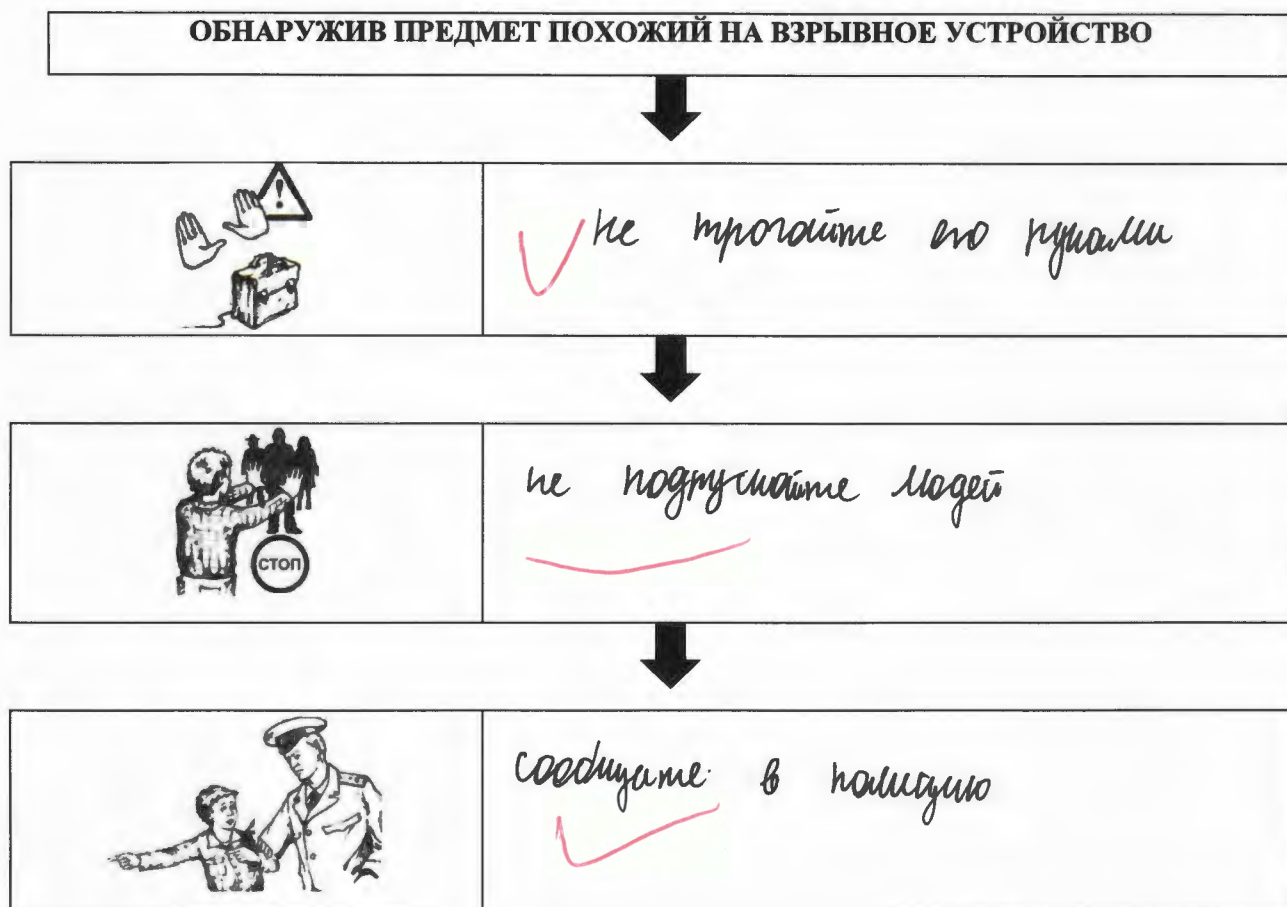 ОБНАРУЖИВ ПРЕДМЕТ ПОХОЖИЙ НА ВЗРЫВНОЕ УСТРОЙСТВО
!
не трогайте его руками
не подпускайте людей
СТОП
сообщите в полицию